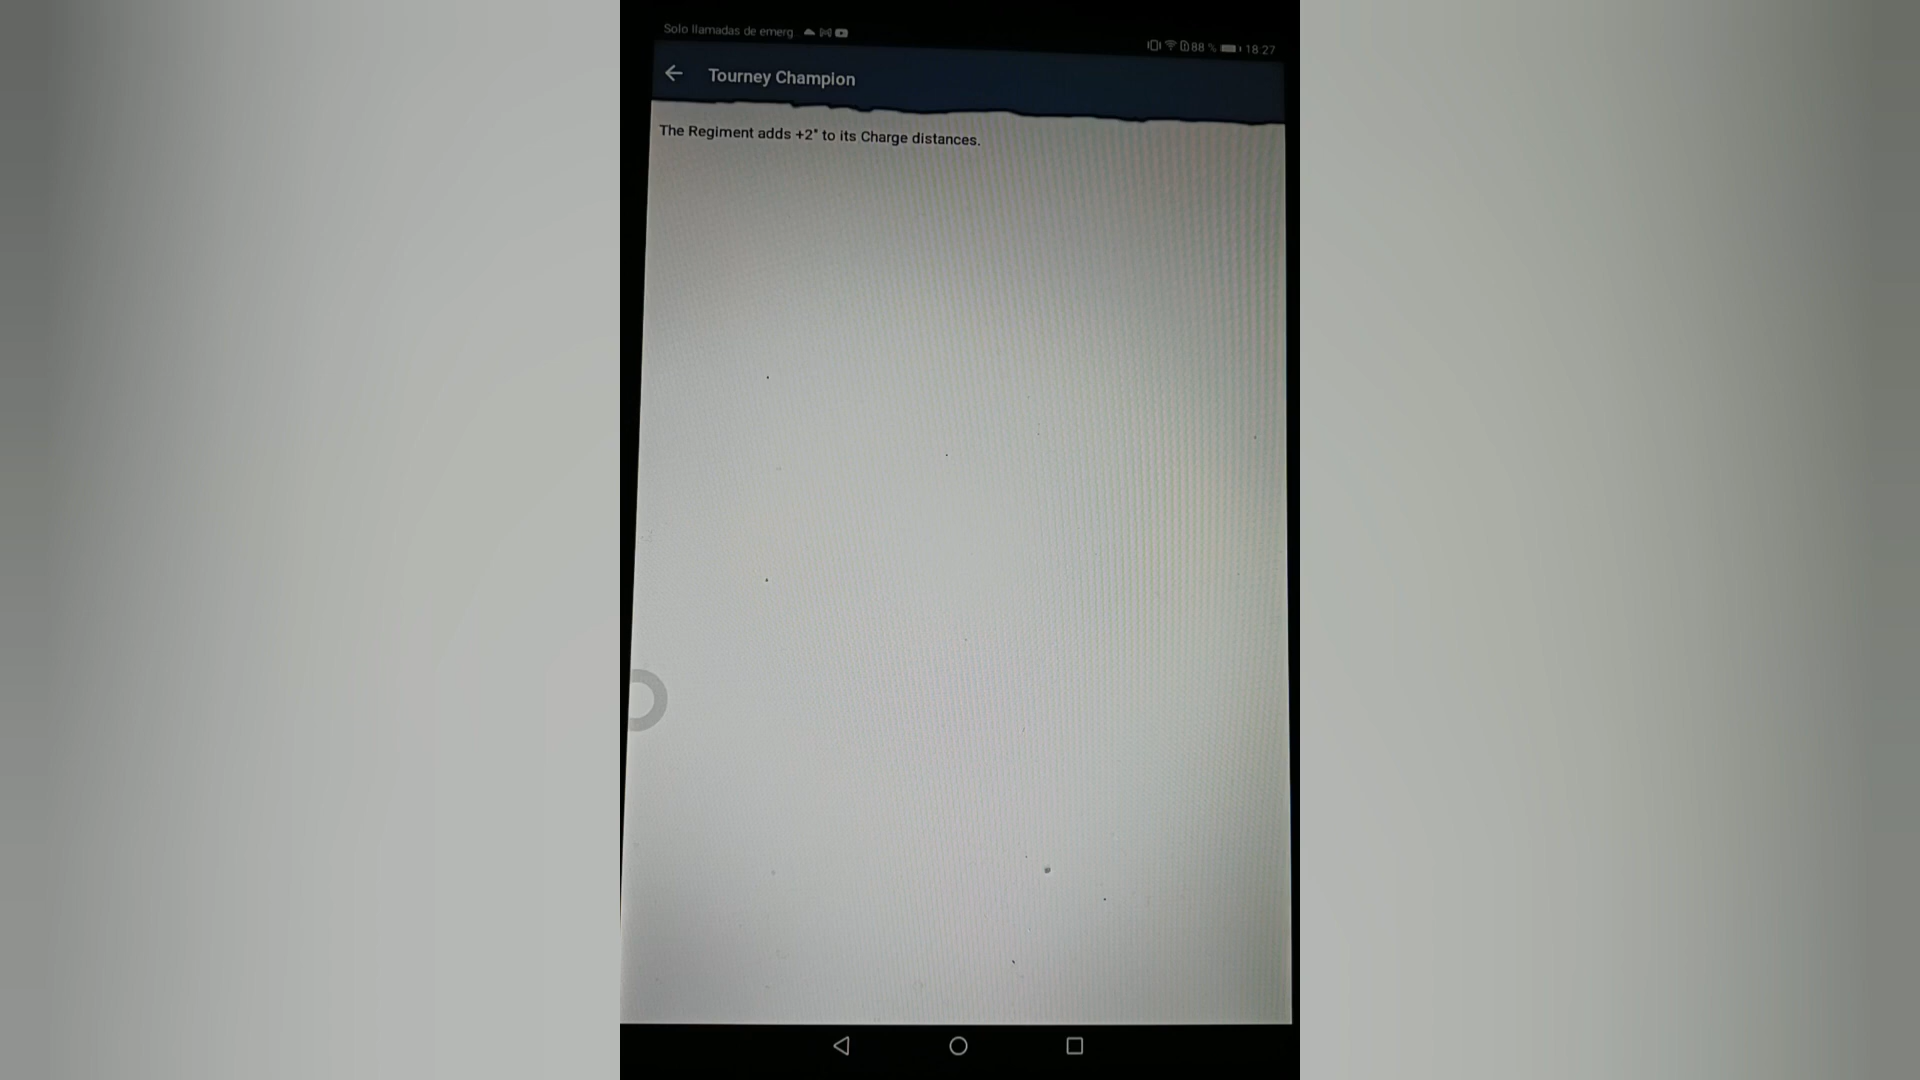 Solo llamadas de emerg
88 % 18:27
Tourney Champion
The Regiment adds +2" to its Charge distances.